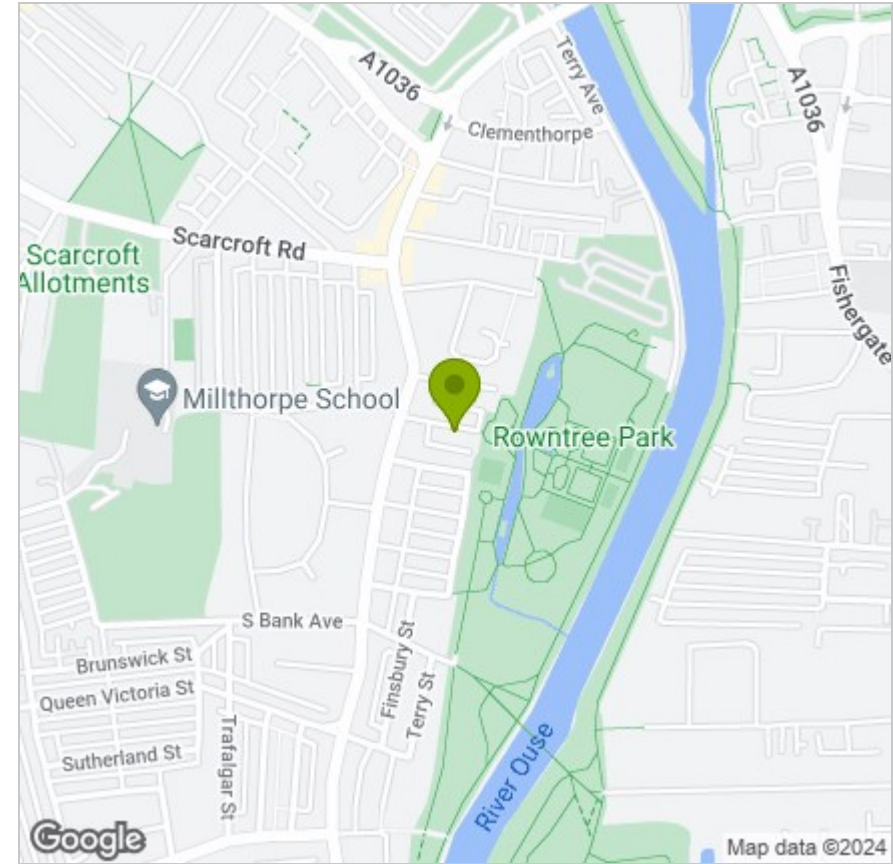 A1036
Terry Ave
Clementhorpe
A1036
Scarcroft Rd
Scarcroft
Allotments
Fishergate
Millthorpe School
Rowntree Park
S Bank Ave
Brunswick St
Queen Victoria St
Sutherland St
Trafalgar St
Finsbury St
Terry St
River Ouse
Google
Map data ©2024